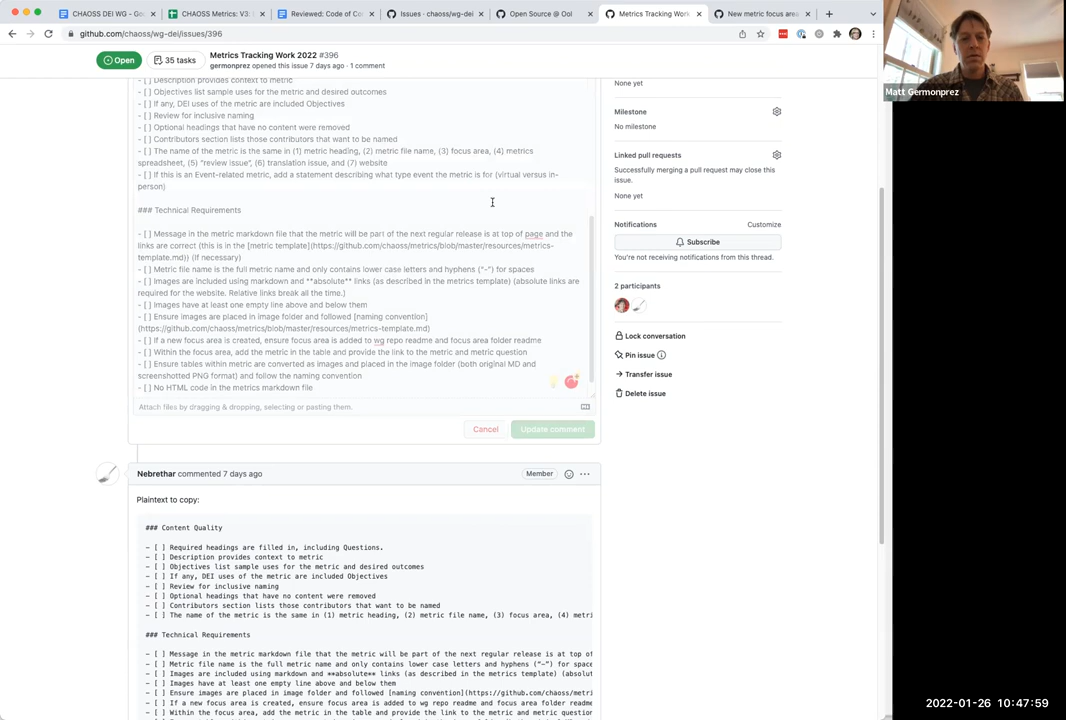 CHAOSS DEI WG - Go
CHAOSS Metrics: V3:
Reviewed: Code of Co
Issues · chaoss/wg-dei
Open Source @ Ool
Metrics Tracking Work
New metric focus area
github.com/chaoss/wg-dei/issues/396
Open
35 tasks
Metrics Tracking Work 2022 #396
germonprez opened this issue 7 days ago · 1 comment
- [ ] Description provides context to metric
- [ ] Objectives list sample uses for the metric and desired outcomes
- [ ] If any, DEI uses of the metric are included Objectives
- [ ] Review for inclusive naming
- [ ] Optional headings that have no content were removed
- [ ] Contributors section lists those contributors that want to be named
- [ ] The name of the metric is the same in (1) metric heading, (2) metric file name, (3) focus area, (4) metrics
spreadsheet, (5) "review issue", (6) translation issue, and (7) website
- [ ] If this is an Event-related metric, add a statement describing what type event the metric is for (virtual versus in-
person)
### Technical Requirements
- [ ] Message in the metric markdown file that the metric will be part of the next regular release is at top of page and the
links are correct (this is in the [metric template](https://github.com/chaoss/metrics/blob/master/resources/metrics-
template.md)) (if necessary)
- [ ] Metric file name is the full metric name and only contains lower case letters and hyphens ("-") for spaces
- [ ] Images are included using markdown and **absolute** links (as described in the metrics template) (absolute links are
required for the website. Relative links break all the time.)
- [ ] Images have at least one empty line above and below them
- [ ] Ensure images are placed in image folder and followed [naming convention]
(https://github.com/chaoss/metrics/blob/master/resources/metrics-template.md)
- [ ] If a new focus area is created, ensure focus area is added to wg repo readme and focus area folder readme
- [ ] Within the focus area, add the metric in the table and provide the link to the metric and metric question
- [ ] Ensure tables within metric are converted as images and placed in the image folder (both original MD and
screenshotted PNG format) and follow the naming convention
- [ ] No HTML code in the metrics markdown file
Attach files by dragging & dropping, selecting or pasting them.
Cancel
Update comment
Nebrethar commented 7 days ago
Member
Plaintext to copy:
### Content Quality
- [ ] Required headings are filled in, including Questions.
- [ ] Description provides context to metric
- [ ] Objectives list sample uses for the metric and desired outcomes
- [ ] If any, DEI uses of the metric are included Objectives
- [ ] Review for inclusive naming
- [ ] Optional headings that have no content were removed
- [ ] Contributors section lists those contributors that want to be named
- [ ] The name of the metric is the same in (1) metric heading, (2) metric file name, (3) focus area, (4) metri
### Technical Requirements
- [ ] Message in the metric markdown file that the metric will be part of the next regular release is at top of
- [ ] Metric file name is the full metric name and only contains lower case letters and hyphens ("-") for space
- [ ] Images are included using markdown and **absolute** links (as described in the metrics template) (absolut
- [ ] Images have at least one empty line above and below them
- [ ] Ensure images are placed in image folder and followed [naming convention](https://github.com/chaoss/metri
- [ ] If a new focus area is created, ensure focus area is added to wg repo readme and focus area folder readme
- [ ] Within the focus area, add the metric in the table and provide the link to the metric and metric question
None yet
Milestone
No milestone
Linked pull requests
Successfully merging a pull request may close this
issue.
None yet
Notifications
Customize
Subscribe
You're not receiving notifications from this thread.
2 participants
Lock conversation
Pin issue
Transfer issue
Delete issue
Matt Germonprez
2022-01-26 10:47:59